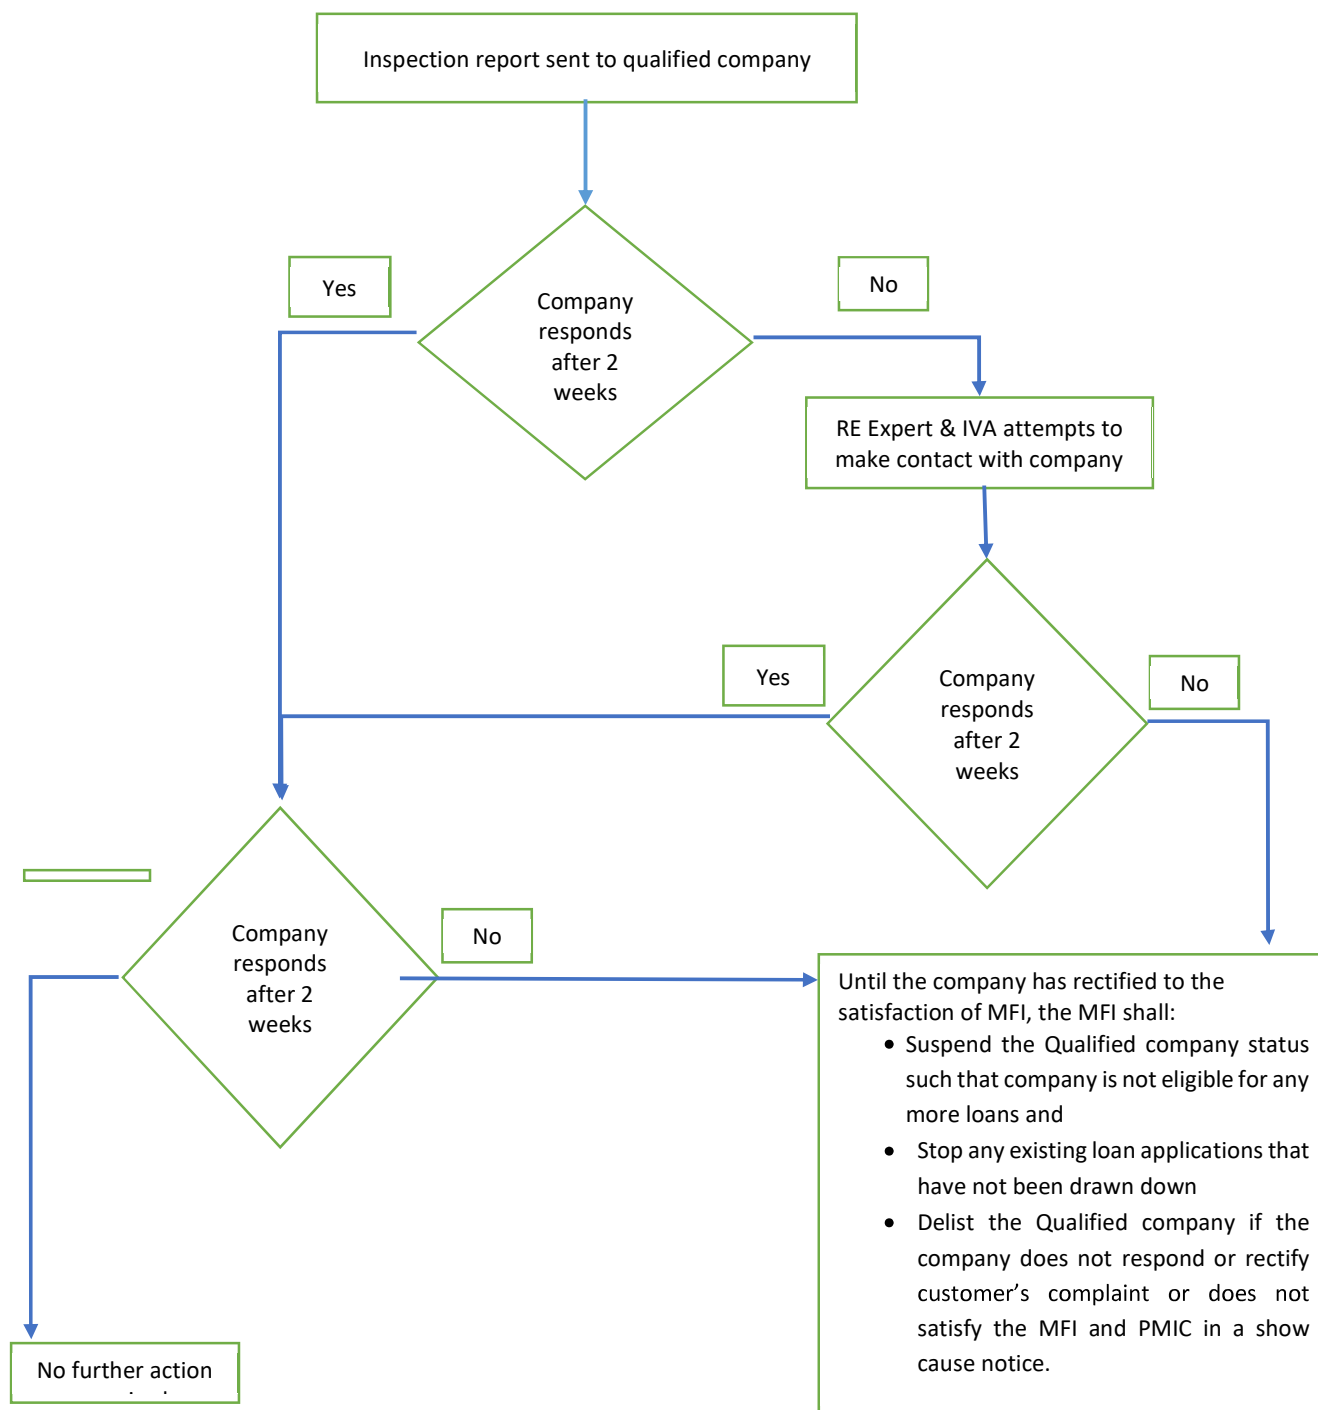 Inspection report sent to qualified company
Yes
No
Company
responds
after 2
weeks
RE Expert & IVA attempts to
make contact with company
Yes
No
Company
responds
after 2
weeks
No
Company
responds
after 2
weeks
Until the company has rectified to the
satisfaction of MFI, the MFI shall:
• Suspend the Qualified company status
such that company is not eligible for any
more loans and
• Stop any existing loan applications that
have not been drawn down
• Delist the Qualified company if the
company does not respond or rectify
customer’s complaint or does not
satisfy the MFI and PMIC in a show
cause notice.
No further action